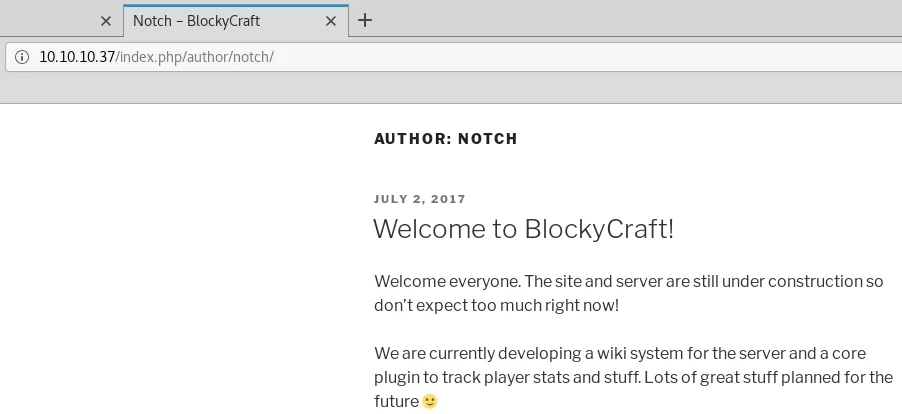 Notch – BlockyCraft
10.10.10.37/index.php/author/notch/
AUTHOR: NOTCH
JULY 2, 2017
Welcome to BlockyCraft!
Welcome everyone. The site and server are still under construction so
don’t expect too much right now!
We are currently developing a wiki system for the server and a core
plugin to track player stats and stuff. Lots of great stuff planned for the
future 🙂